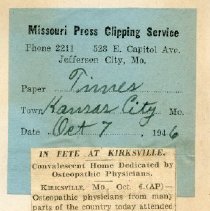 Missouri Press Clipping Service
Phone 2211 528 E. Capitol Ave.
Jefferson City, Mo.
Paper Times
Town Kansas City Mo.
Date Oct 7 1946
IN FETE AT KIRKSVILLE.
Convalescent Home Dedicated by
Osteopathic Physicians.
KIRKSVILLE, MO., Oct. 6.(AP)—
Osteopathic physicians from many
parts of the country today attended